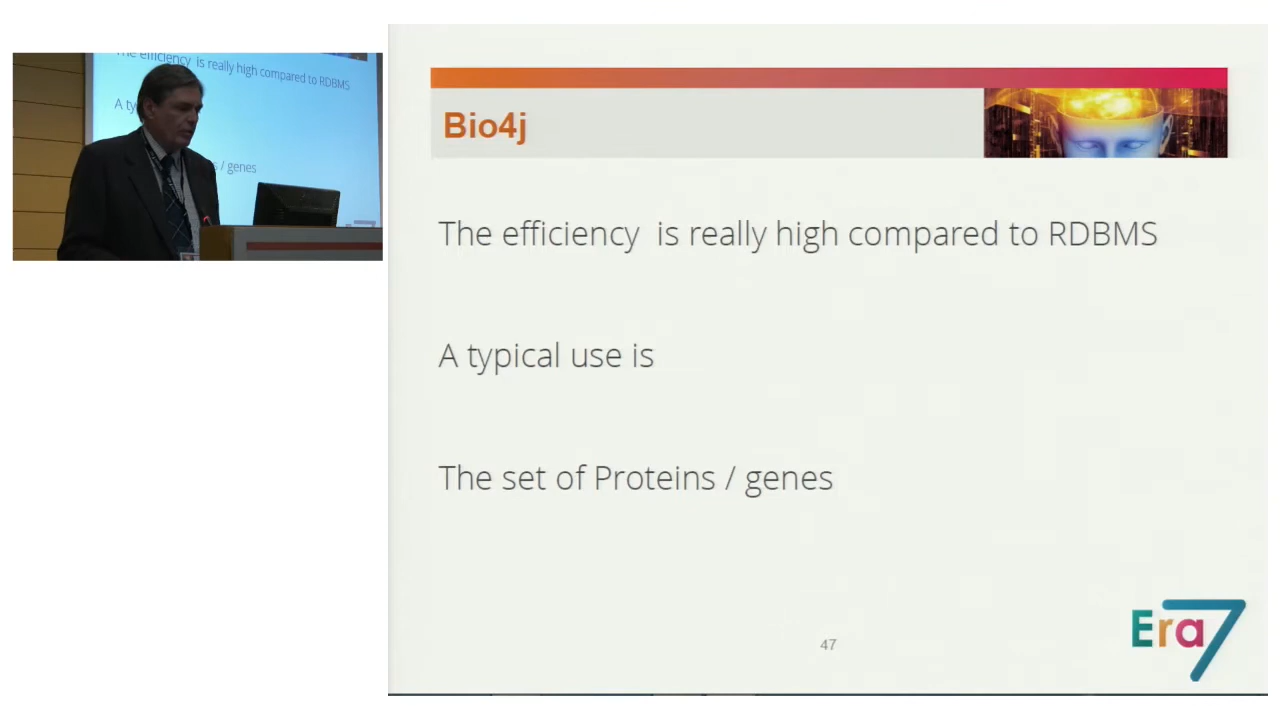 The efficiency is really high compared to RDBMS
A ty
s / genes
Bio4j
The efficiency is really high compared to RDBMS
A typical use is
The set of Proteins / genes
47
Era7